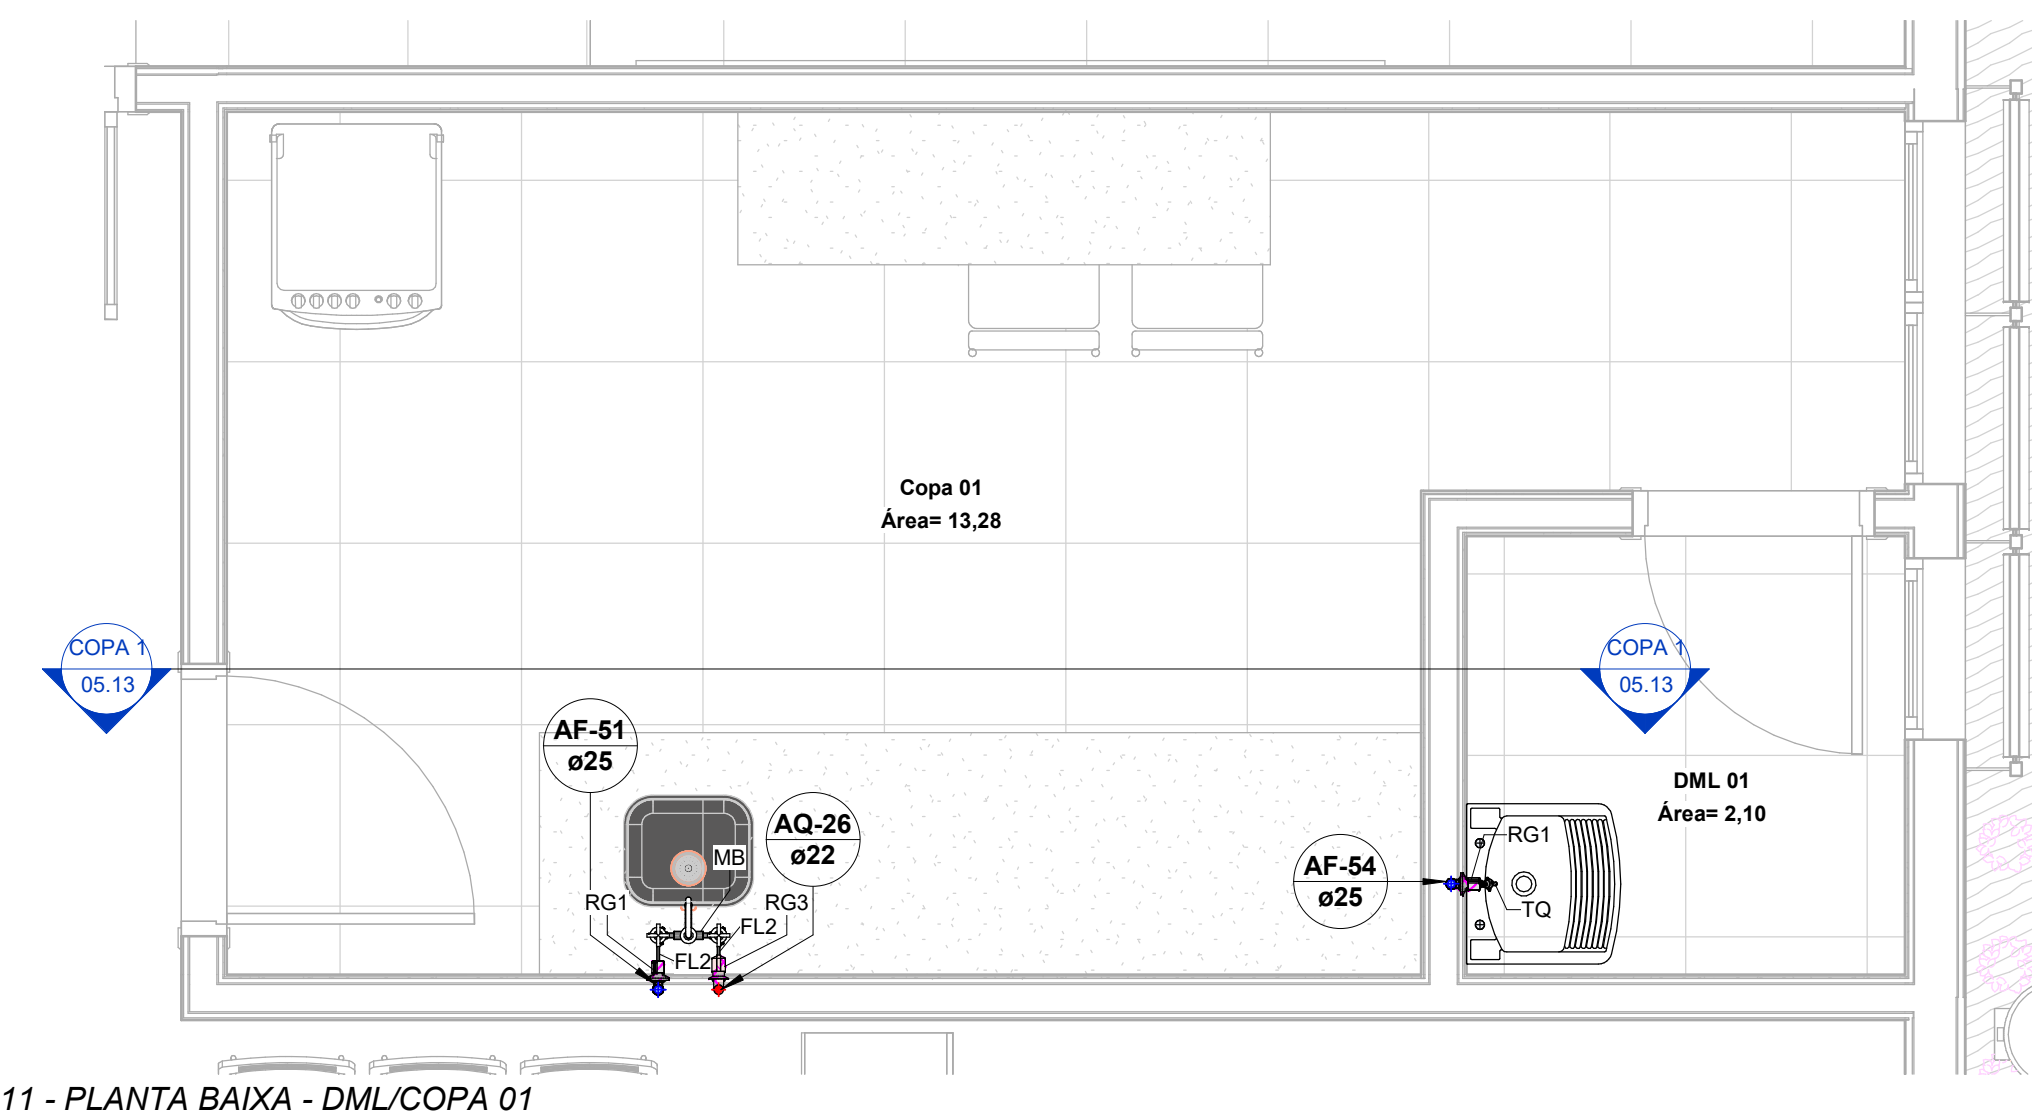 Copa 01
Área= 13,28
COPA 1
05.13
COPA 1
05.13
AF-51
ø25
AQ-26
ø22
MB
RG1
RG3
FL2
FL2
AF-54
ø25
DML 01
Área= 2,10
RG1
TQ
11 - PLANTA BAIXA - DML/COPA 01